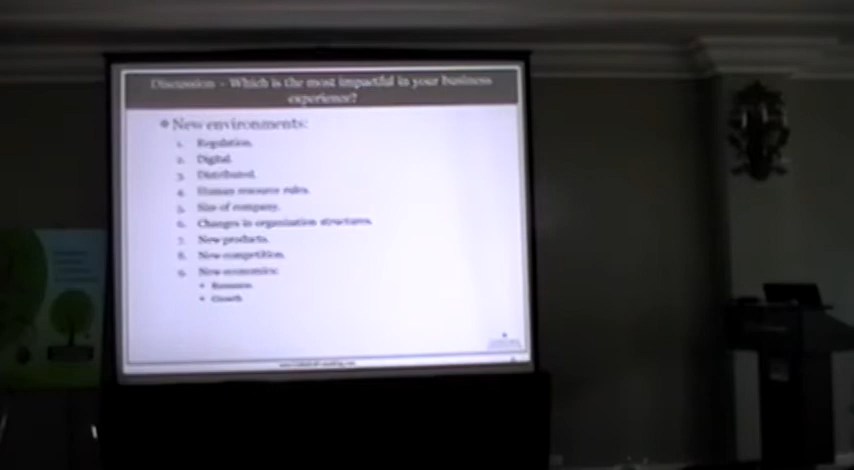 Discussion – Which is the most impactful in your business
experience?
New environments:
1. Regulation.
2. Digital.
3. Distributed.
4. Human resource rules.
5. Size of company.
6. Changes in organization structures.
7. New products.
8. New competition.
9. New economics:
• Recession
• Growth